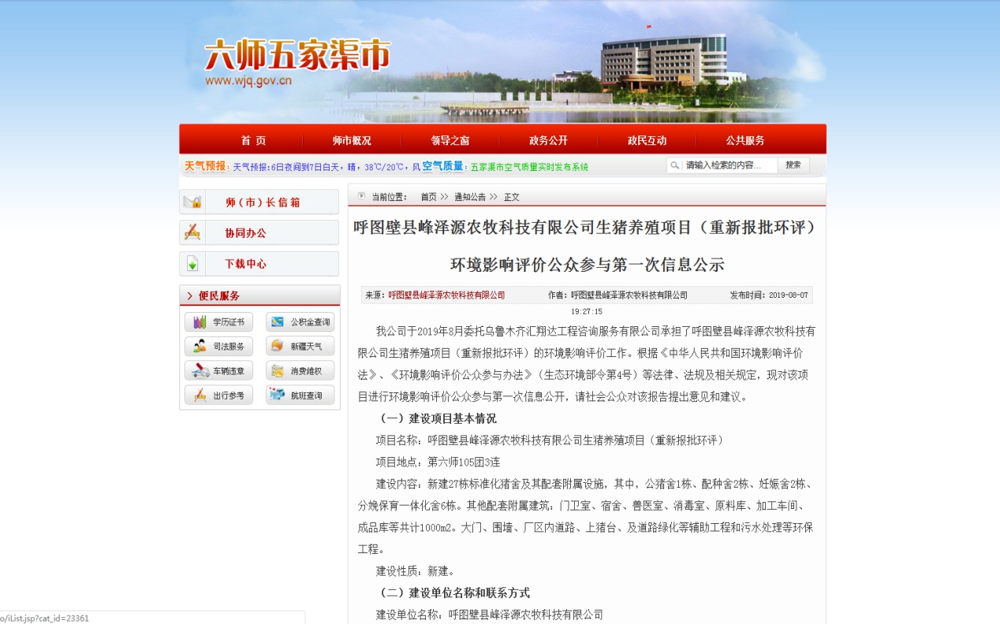 六师五家渠市
www.wjq.gov.cn
首 页 师市概况 领导之窗 政务公开 政民互动 公共服务
天气预报: 天气预报:6日夜间到7日白天，晴，38℃/20℃，风 空气质量: 五家渠市空气质量实时发布系统 请输入检索的内容... 搜索
师（市）长信箱
协同办公
下载中心
便民服务
学历证书 公积金查询
司法服务 新疆天气
车辆违章 消费维权
出行参考 航班查询
当前位置： 首页 >> 通知公告 >> 正文
呼图壁县峰泽源农牧科技有限公司生猪养殖项目（重新报批环评）
环境影响评价公众参与第一次信息公示
来源：呼图壁县峰泽源农牧科技有限公司 作者：呼图壁县峰泽源农牧科技有限公司 发布时间：2019-08-07
19:27:15
我公司于2019年8月委托乌鲁木齐汇翔达工程咨询服务有限公司承担了呼图壁县峰泽源农牧科技有
限公司生猪养殖项目（重新报批环评）的环境影响评价工作。根据《中华人民共和国环境影响评价
法》、《环境影响评价公众参与办法》（生态环境部令第4号）等法律、法规及相关规定，现对该项
目进行环境影响评价公众参与第一次信息公开，请社会公众对该报告提出意见和建议。
（一）建设项目基本情况
项目名称：呼图壁县峰泽源农牧科技有限公司生猪养殖项目（重新报批环评）
项目地点：第六师105团3连
建设内容：新建27栋标准化猪舍及其配套附属设施，其中，公猪舍1栋、配种舍2栋、妊娠舍2栋、
分娩保育一体化舍6栋。其他配套附属建筑：门卫室、宿舍、兽医室、消毒室、原料库、加工车间、
成品库等共计1000m2。大门、围墙、厂区内道路、上猪台、及道路绿化等辅助工程和污水处理等环保
工程。
建设性质：新建。
（二）建设单位名称和联系方式
建设单位名称：呼图壁县峰泽源农牧科技有限公司
o/iList.jsp?cat_id=23361